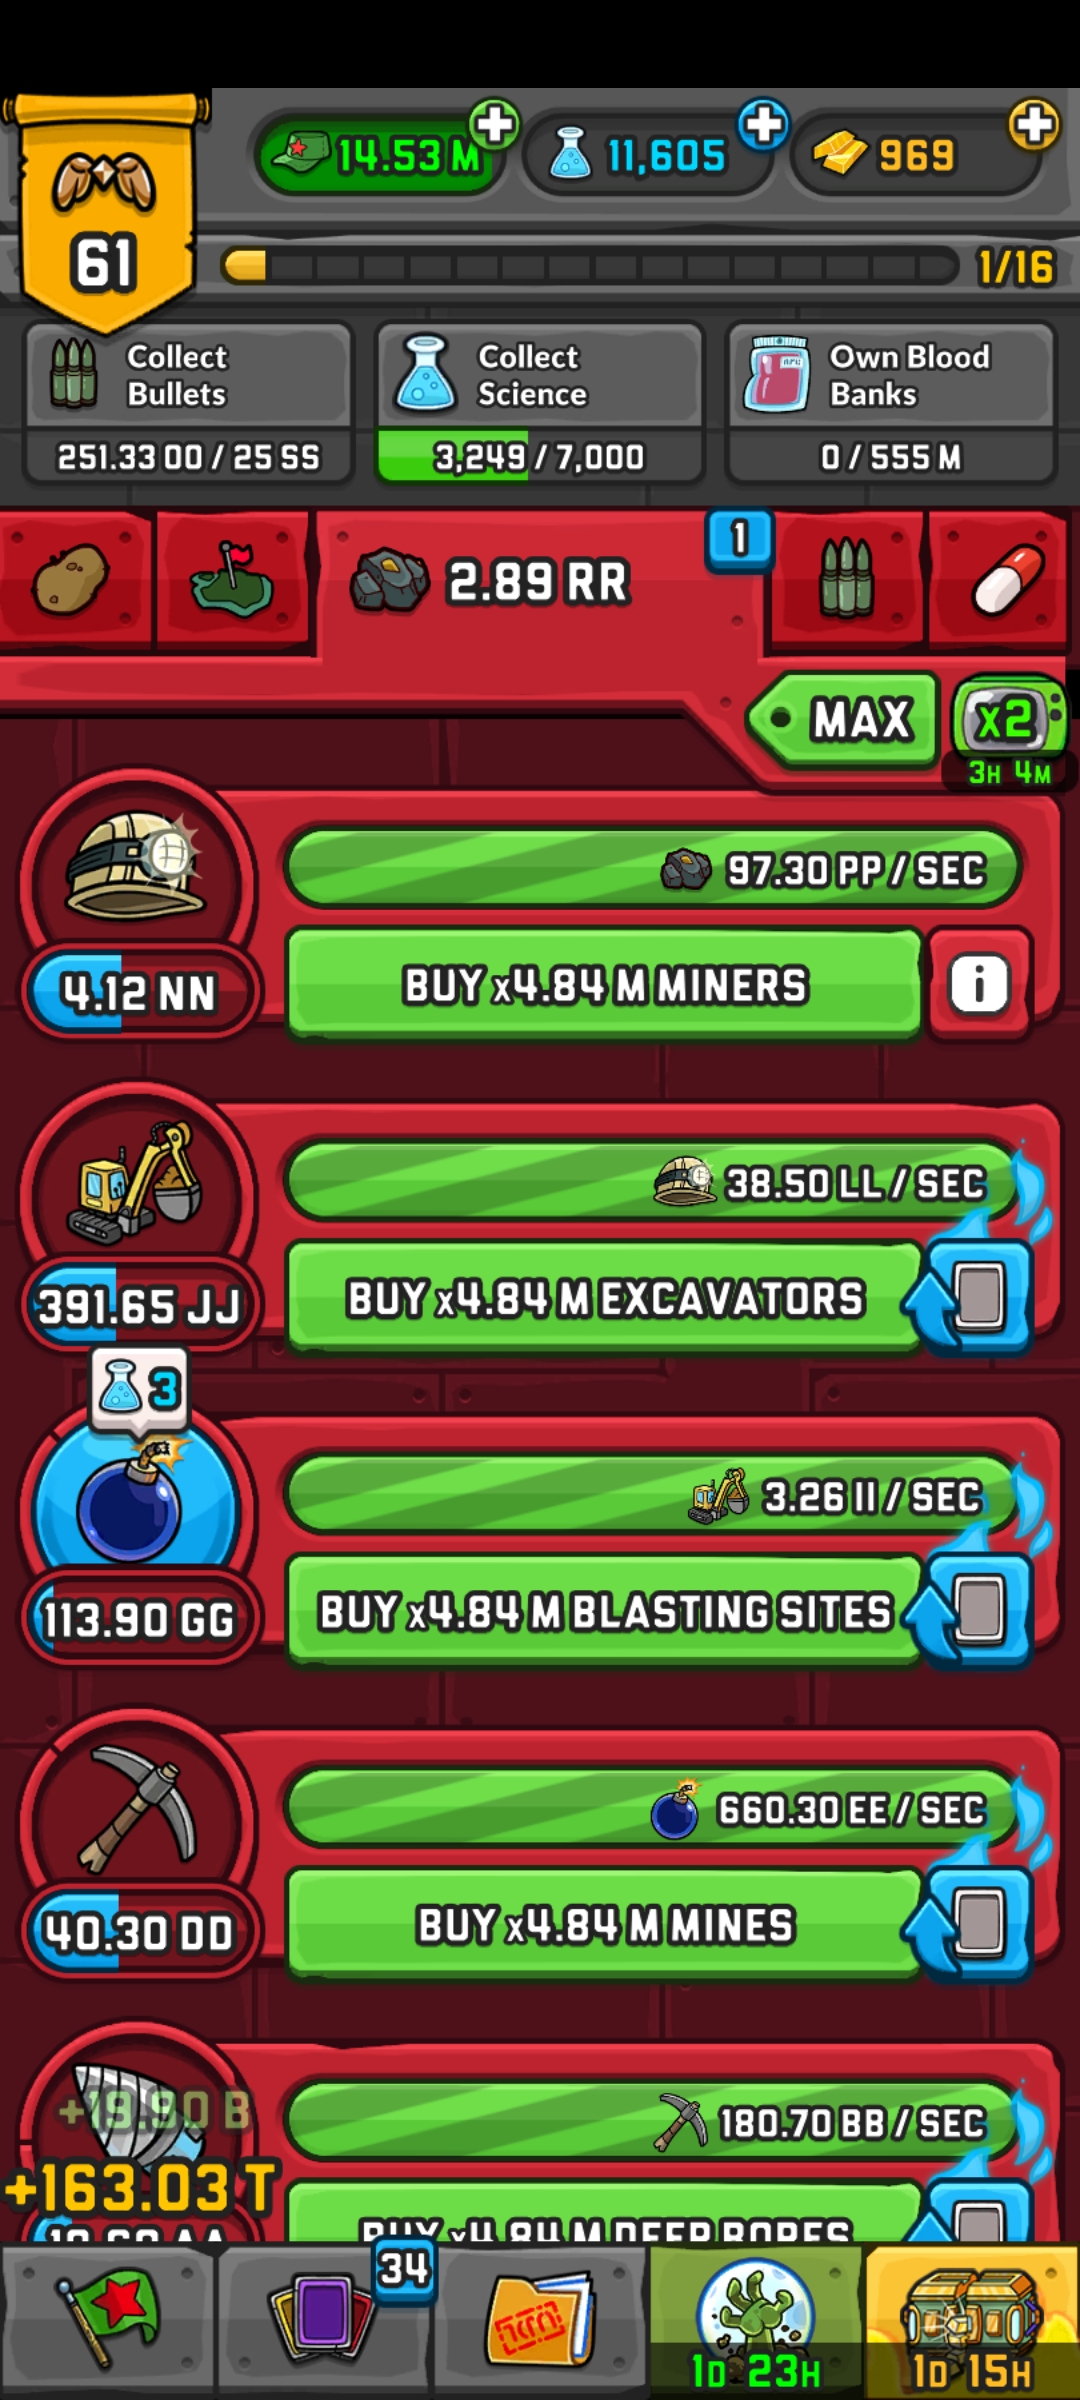 14.53 M
11,605
969
61
1/16
Collect
Bullets
251.33 OO / 25 SS
Collect
Science
3,249 / 7,000
Own Blood
Banks
0 / 555 M
2.89 RR
1
MAX
x2
3H 4M
97.30 PP / SEC
4.12 NN
BUY x4.84 M MINERS
i
38.50 LL / SEC
391.65 JJ
BUY x4.84 M EXCAVATORS
3
3.26 II / SEC
113.90 GG
BUY x4.84 M BLASTING SITES
660.30 EE / SEC
40.30 DD
BUY x4.84 M MINES
+19.90 B
180.70 BB / SEC
+163.03 T
BUY x4.84 M DEEP BORES
34
1D 23H
1D 15H